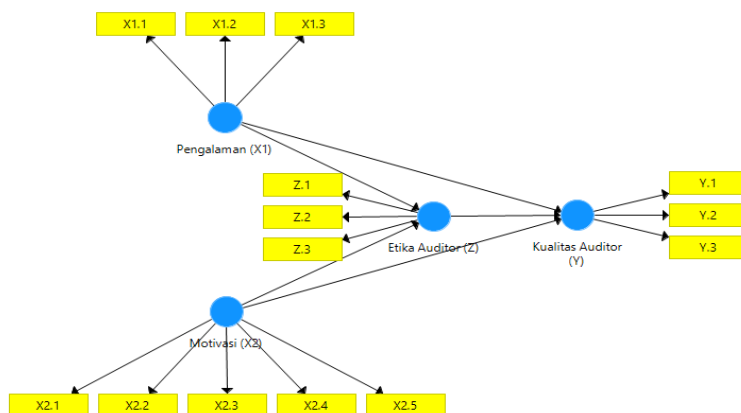 X1.1
X1.2
X1.3
Pengalaman (X1)
Z.1
Z.2
Z.3
Etika Auditor (Z)
Kualitas Auditor
(Y)
Y.1
Y.2
Y.3
Motivasi (X2)
X2.1
X2.2
X2.3
X2.4
X2.5